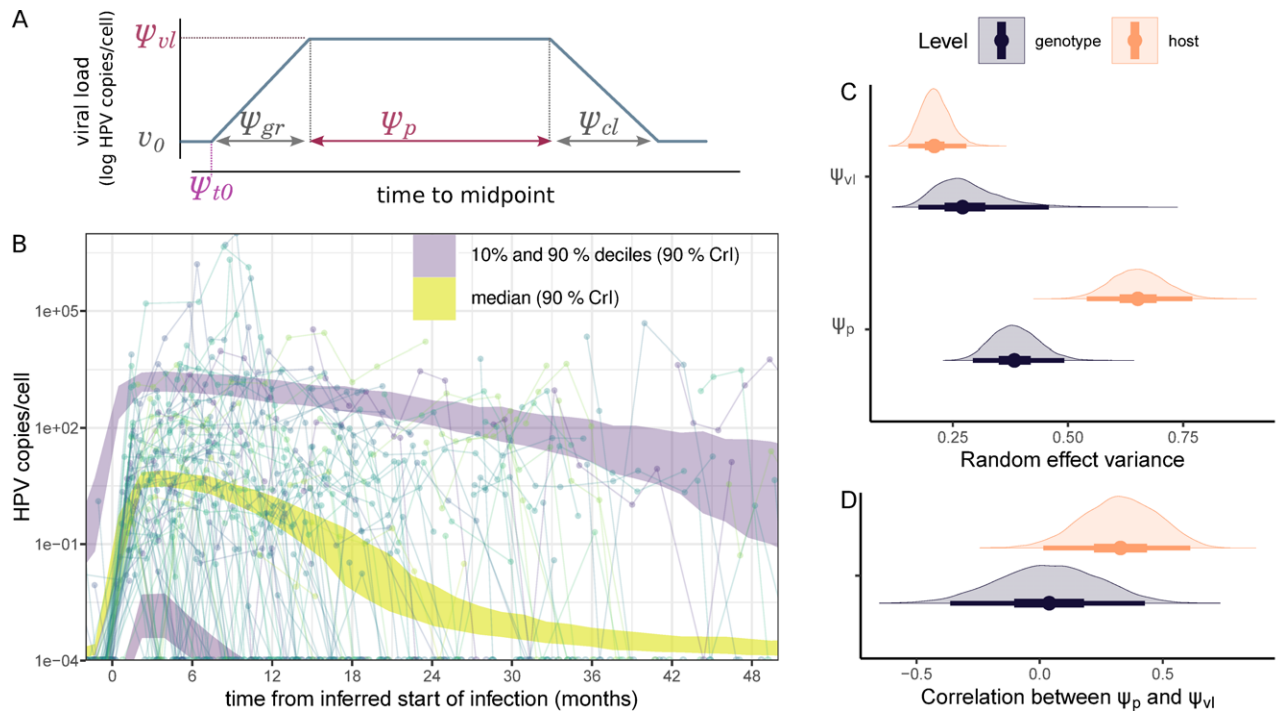 A
viral load
(log HPV copies/cell)
Ψvl
v0
Ψgr
Ψp
Ψcl
Ψt0
time to midpoint
B
10% and 90 % deciles (90 % CrI)
median (90 % CrI)
HPV copies/cell
1e+05
1e+02
1e−01
1e−04
0 6 12 18 24 30 36 42 48
time from inferred start of infection (months)
Level genotype host
C
Ψvl
Ψp
0.25 0.50 0.75
Random effect variance
D
−0.5 0.0 0.5
Correlation between Ψp and Ψvl